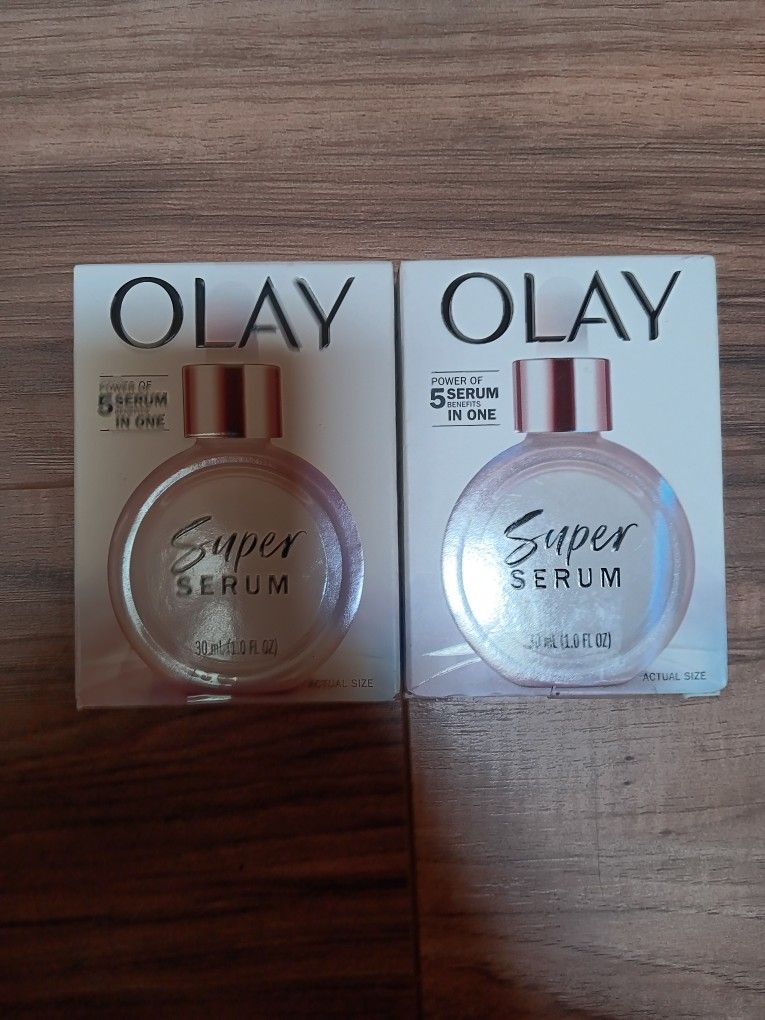 OLAY
POWER OF
5 SERUM
BENEFITS
IN ONE
Super
SERUM
30 mL (1.0 FL OZ)
ACTUAL SIZE
OLAY
POWER OF
5 SERUM
BENEFITS
IN ONE
Super
SERUM
30 mL (1.0 FL OZ)
ACTUAL SIZE